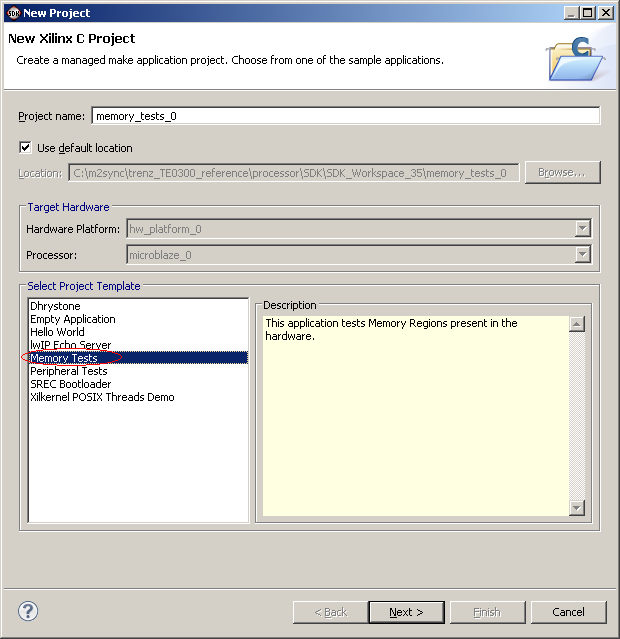 SDK New Project
New Xilinx C Project
Create a managed make application project. Choose from one of the sample applications.
C
Project name: memory_tests_0
Use default location
Location: C:\m2sync\trenz_TE0300_reference\processor\SDK\SDK_Workspace_35\memory_tests_0 Browse...
Target Hardware
Hardware Platform: hw_platform_0
Processor: microblaze_0
Select Project Template
Dhrystone
Empty Application
Hello World
lwIP Echo Server
Memory Tests
Peripheral Tests
SREC Bootloader
Xilkernel POSIX Threads Demo
Description
This application tests Memory Regions present in the
hardware.
? < Back Next > Finish Cancel